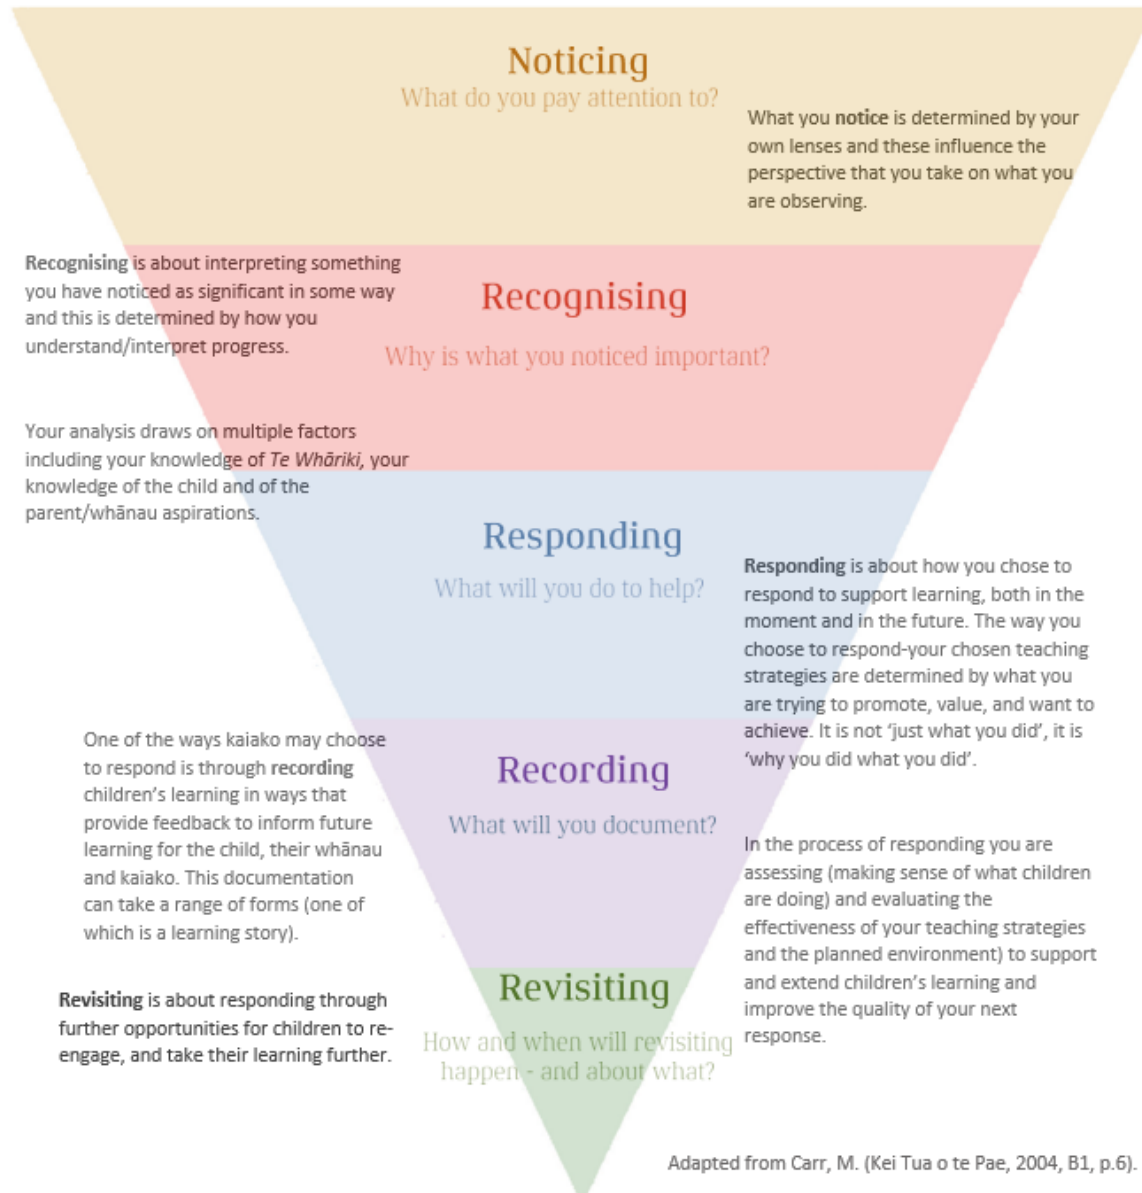 Noticing
What do you pay attention to?
What you notice is determined by your
own lenses and these influence the
perspective that you take on what you
are observing.
Recognising is about interpreting something
you have noticed as significant in some way
and this is determined by how you
understand/interpret progress.
Recognising
Why is what you noticed important?
Your analysis draws on multiple factors
including your knowledge of Te Whāriki, your
knowledge of the child and of the
parent/whānau aspirations.
Responding
What will you do to help?
Responding is about how you chose to
respond to support learning, both in the
moment and in the future. The way you
choose to respond-your chosen teaching
strategies are determined by what you
are trying to promote, value, and want to
achieve. It is not ‘just what you did’, it is
‘why you did what you did’.
One of the ways kaiako may choose
to respond is through recording
children’s learning in ways that
provide feedback to inform future
learning for the child, their whānau
and kaiako. This documentation
can take a range of forms (one of
which is a learning story).
Recording
What will you document?
In the process of responding you are
assessing (making sense of what children
are doing) and evaluating the
effectiveness of your teaching strategies
and the planned environment) to support
and extend children’s learning and
improve the quality of your next
response.
Revisiting is about responding through
further opportunities for children to re-
engage, and take their learning further.
Revisiting
How and when will revisiting
happen - and about what?
Adapted from Carr, M. (Kei Tua o te Pae, 2004, B1, p.6).